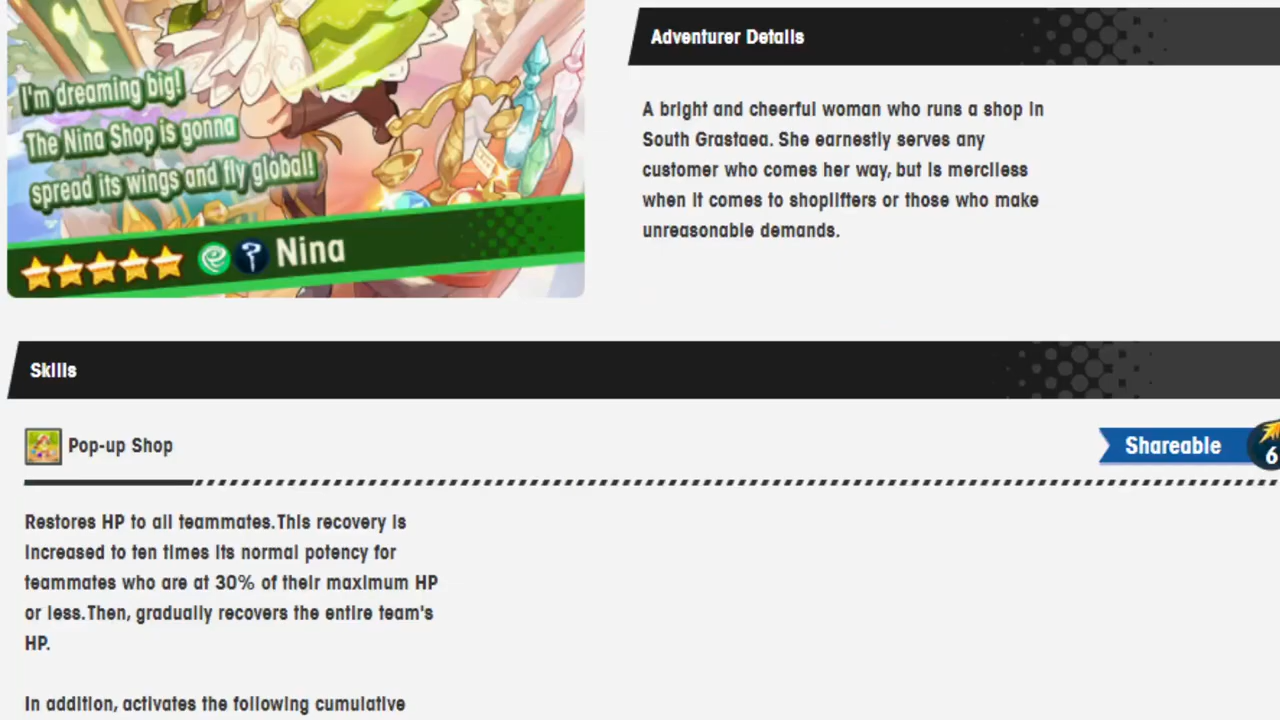 I'm dreaming big!
The Nina Shop is gonna
spread its wings and fly global!
Nina
Adventurer Details
A bright and cheerful woman who runs a shop in
South Grastaea. She earnestly serves any
customer who comes her way, but is merciless
when it comes to shoplifters or those who make
unreasonable demands.
Skills
Pop-up Shop
Shareable
6
Restores HP to all teammates.This recovery is
increased to ten times its normal potency for
teammates who are at 30% of their maximum HP
or less.Then, gradually recovers the entire team's
HP.
In addition, activates the following cumulative